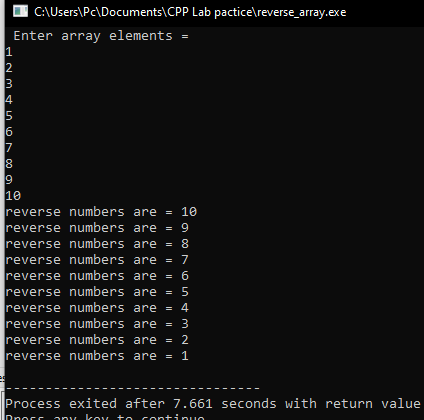 C:\Users\Pc\Documents\CPP Lab pactice\reverse_array.exe
Enter array elements =
1
2
3
4
5
6
7
8
9
10
reverse numbers are = 10
reverse numbers are = 9
reverse numbers are = 8
reverse numbers are = 7
reverse numbers are = 6
reverse numbers are = 5
reverse numbers are = 4
reverse numbers are = 3
reverse numbers are = 2
reverse numbers are = 1
--------------------------------
Process exited after 7.661 seconds with return value
Press any key to continue